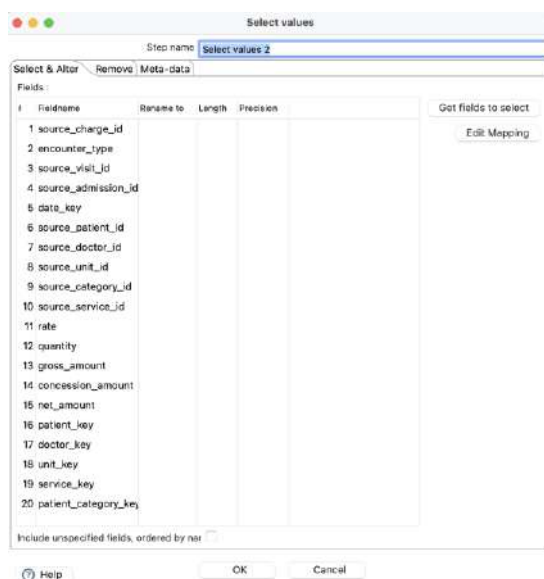 Select values
Step name Select values 2
Select & Alter Remove Meta-data
Fields :
Fieldname Rename to Length Precision
1 source_charge_id
2 encounter_type
3 source_visit_id
4 source_admission_id
5 date_key
6 source_patient_id
7 source_doctor_id
8 source_unit_id
9 source_category_id
10 source_service_id
11 rate
12 quantity
13 gross_amount
14 concession_amount
15 net_amount
16 patient_key
17 doctor_key
18 unit_key
19 service_key
20 patient_category_key
Get fields to select
Edit Mapping
Include unspecified fields, ordered by nar
? Help OK Cancel